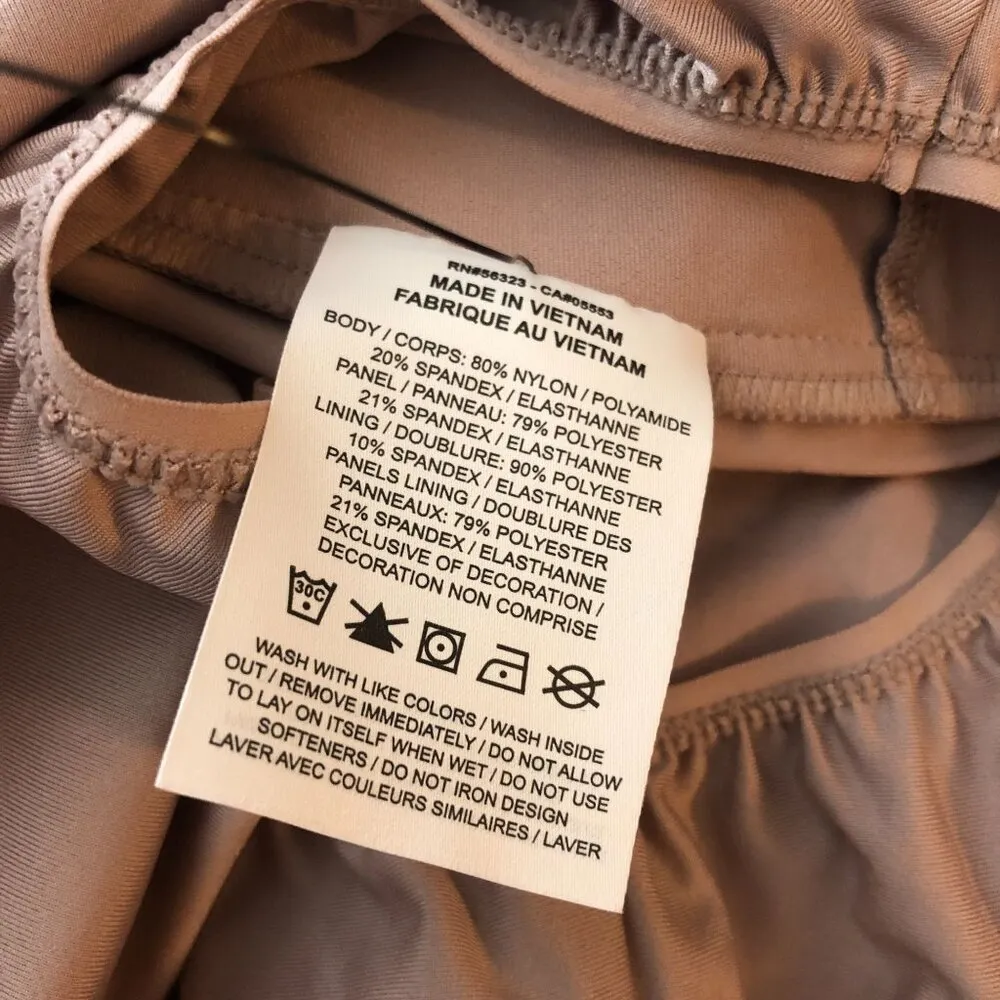 RN#56323 - CA#05553
MADE IN VIETNAM
FABRIQUE AU VIETNAM
BODY / CORPS: 80% NYLON / POLYAMIDE
20% SPANDEX / ELASTHANNE
PANEL / PANNEAU: 79% POLYESTER
21% SPANDEX / ELASTHANNE
LINING / DOUBLURE: 90% POLYESTER
10% SPANDEX / ELASTHANNE
PANELS LINING / DOUBLURE DES
PANNEAUX: 79% POLYESTER
21% SPANDEX / ELASTHANNE
EXCLUSIVE OF DECORATION /
DECORATION NON COMPRISE
30C
WASH WITH LIKE COLORS / WASH INSIDE
OUT / REMOVE IMMEDIATELY / DO NOT ALLOW
TO LAY ON ITSELF WHEN WET / DO NOT USE
SOFTENERS / DO NOT IRON DESIGN
LAVER AVEC COULEURS SIMILAIRES / LAVER